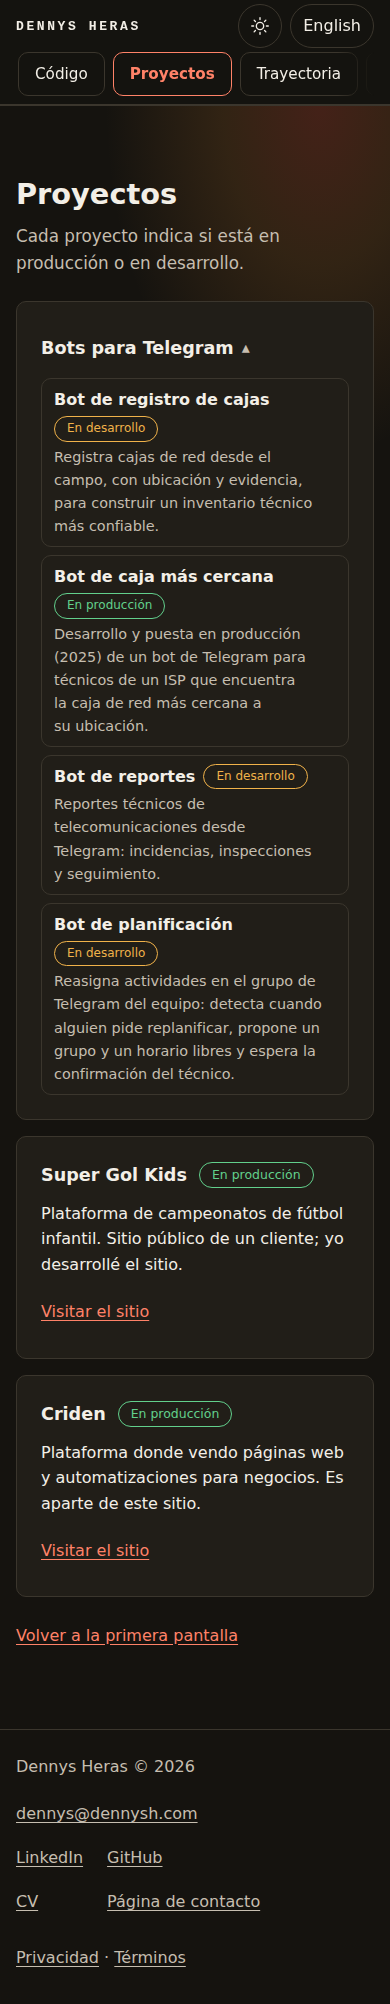 DENNYS HERAS
English
Código
Proyectos
Trayectoria
Proyectos
Cada proyecto indica si está en
producción o en desarrollo.
Bots para Telegram ▲
Bot de registro de cajas
En desarrollo
Registra cajas de red desde el
campo, con ubicación y evidencia,
para construir un inventario técnico
más confiable.
Bot de caja más cercana
En producción
Desarrollo y puesta en producción
(2025) de un bot de Telegram para
técnicos de un ISP que encuentra
la caja de red más cercana a
su ubicación.
Bot de reportes En desarrollo
Reportes técnicos de
telecomunicaciones desde
Telegram: incidencias, inspecciones
y seguimiento.
Bot de planificación
En desarrollo
Reasigna actividades en el grupo de
Telegram del equipo: detecta cuando
alguien pide replanificar, propone un
grupo y un horario libres y espera la
confirmación del técnico.
Super Gol Kids En producción
Plataforma de campeonatos de fútbol
infantil. Sitio público de un cliente; yo
desarrollé el sitio.
Visitar el sitio
Criden En producción
Plataforma donde vendo páginas web
y automatizaciones para negocios. Es
aparte de este sitio.
Visitar el sitio
Volver a la primera pantalla
Dennys Heras © 2026
dennys@dennysh.com
LinkedIn GitHub
CV Página de contacto
Privacidad · Términos